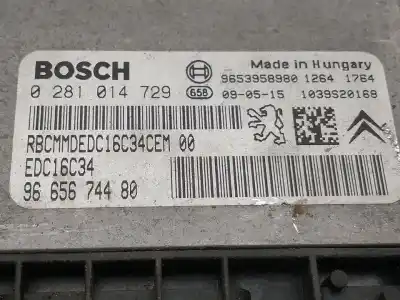 BOSCH
Made in Hungary
9653958980 1264 1764
0 281 014 729
658 09-05-15 1039S20168
RBCMMDEDC16C34CEM 00
EDC16C34
96 656 744 80